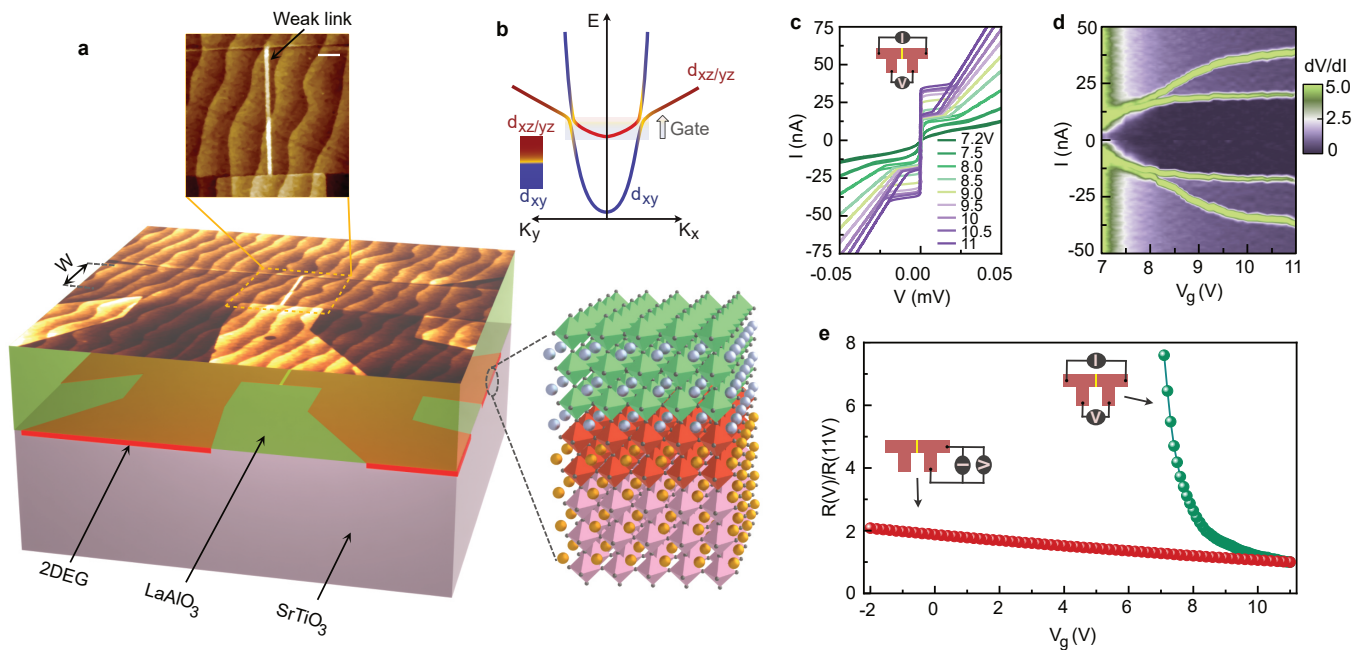 a
Weak link
W
2DEG
LaAlO3
SrTiO3
b
E
dxz/yz
dxz/yz
Gate
dxy
dxy
Ky
Kx
c
I
V
75
50
25
0
-25
-50
-75
I (nA)
7.2V
7.5
8.0
8.5
9.0
9.5
10
10.5
11
-0.05
0.00
0.05
V (mV)
d
50
25
0
-25
-50
I (nA)
7
8
9
10
11
Vg (V)
dV/dI
5.0
2.5
0
e
8
6
4
2
0
R(V)/R(11V)
I
V
I
V
-2
0
2
4
6
8
10
Vg (V)